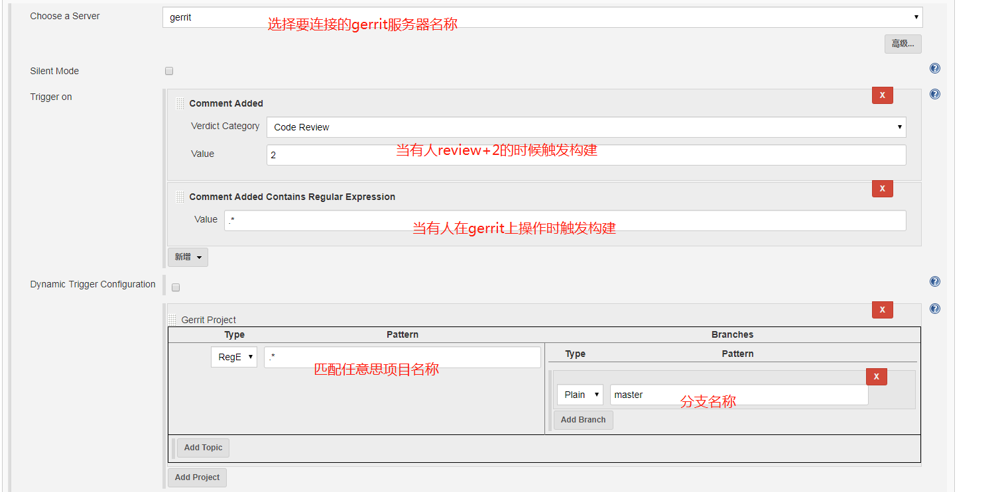 Choose a Server
gerrit
选择要连接的gerrit服务器名称
高级...
Silent Mode
Trigger on
X
Comment Added
Verdict Category
Code Review
Value
2
当有人review+2的时候触发构建
X
Comment Added Contains Regular Expression
Value
.*
当有人在gerrit上操作时触发构建
新增
Dynamic Trigger Configuration
X
Gerrit Project
Type Pattern Branches
RegE
.*
匹配任意思项目名称
Type Pattern
X
Plain
master
分支名称
Add Branch
Add Topic
Add Project